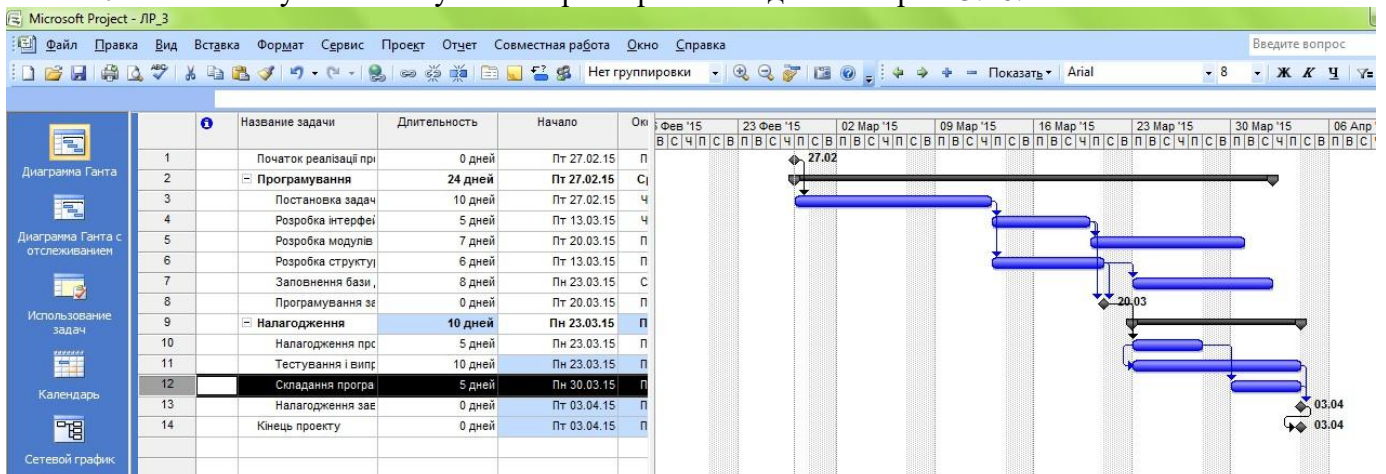 Microsoft Project - ЛР_3
Файл Правка Вид Вставка Формат Сервис Проект Отчет Совместная работа Окно Справка Введите вопрос
Нет группировки Показать Arial 8 Ж К Ч
Название задачи Длительность Начало Око Фев '15 23 Фев '15 02 Мар '15 09 Мар '15 16 Мар '15 23 Мар '15 30 Мар '15 06 Апр
В С Ч П С В П В С Ч П С В П В С Ч П С В П В С Ч П С В П В С Ч П С В П В С Ч П С В П В С Ч П С В П В С
Диаграмма Ганта
Диаграмма Ганта с отслеживанием
Использование задач
Календарь
Сетевой график
1 Початок реалізації про 0 дней Пт 27.02.15 П 27.02
2 Програмування 24 дней Пт 27.02.15 С
3 Постановка задач 10 дней Пт 27.02.15 Ч
4 Розробка інтерфей 5 дней Пт 13.03.15 Ч
5 Розробка модулів 7 дней Пт 20.03.15 П
6 Розробка структу 6 дней Пт 13.03.15 П
7 Заповнення бази 8 дней Пн 23.03.15 С
8 Програмування за 0 дней Пт 20.03.15 П 20.03
9 Налагодження 10 дней Пн 23.03.15 П
10 Налагодження про 5 дней Пн 23.03.15 П
11 Тестування і випр 10 дней Пн 23.03.15 П
12 Складання програ 5 дней Пн 30.03.15 П
13 Налагодження зав 0 дней Пт 03.04.15 П 03.04
14 Кінець проекту 0 дней Пт 03.04.15 П 03.04